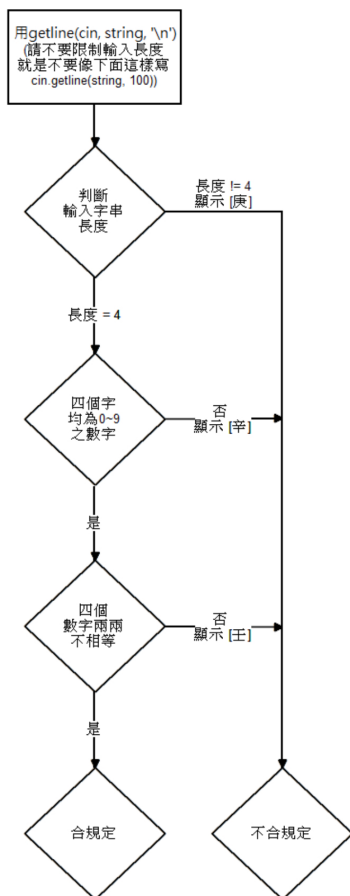 用getline(cin, string, '\n')
(請不要限制輸入長度
就是不要像下面這樣寫
cin.getline(string, 100))
判斷
輸入字串
長度
長度 != 4
顯示 [庚]
長度 = 4
四個字
均為0~9
之數字
否
顯示 [辛]
是
四個
數字兩兩
不相等
否
顯示 [壬]
是
合規定
不合規定